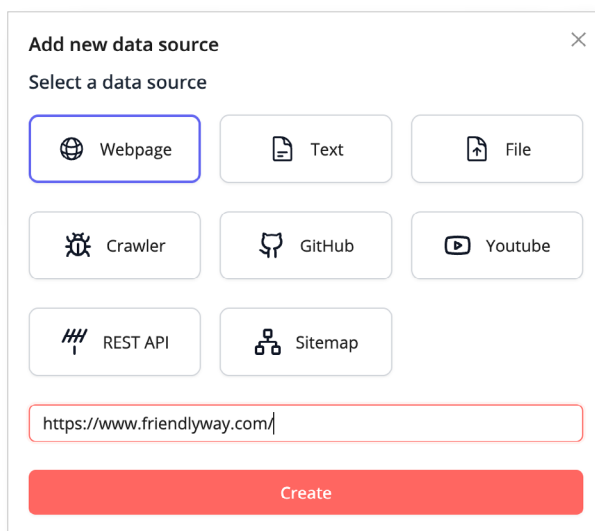 Add new data source
Select a data source
Webpage
Text
File
Crawler
GitHub
Youtube
REST API
Sitemap
https://www.friendlyway.com/
Create